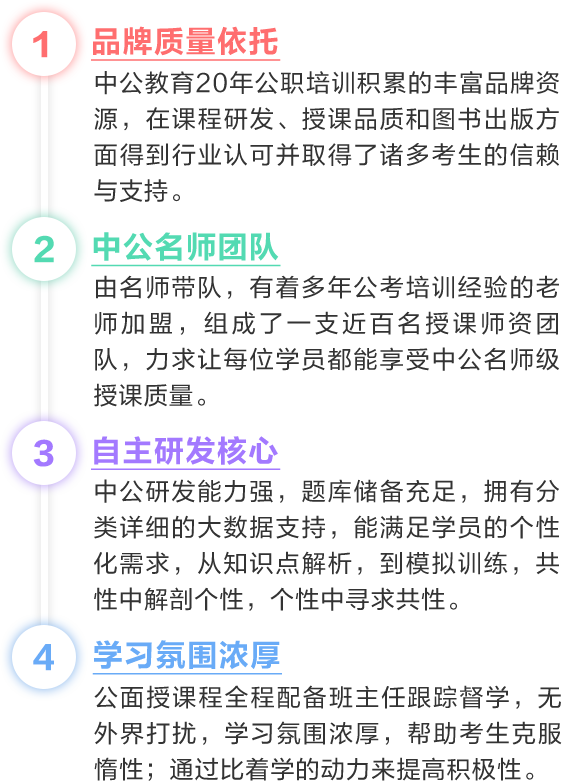 1
品牌质量依托
中公教育20年公职培训积累的丰富品牌资
源，在课程研发、授课品质和图书出版方
面得到行业认可并取得了诸多考生的信赖
与支持。
2
中公名师团队
由名师带队，有着多年公考培训经验的老
师加盟，组成了一支近百名授课师资团
队，力求让每位学员都能享受中公名师级
授课质量。
3
自主研发核心
中公研发能力强，题库储备充足，拥有分
类详细的大数据支持，能满足学员的个性
化需求，从知识点解析，到模拟训练，共
性中解剖个性，个性中寻求共性。
4
学习氛围浓厚
公面授课程全程配备班主任跟踪督学，无
外界打扰，学习氛围浓厚，帮助考生克服
惰性；通过比着学的动力来提高积极性。